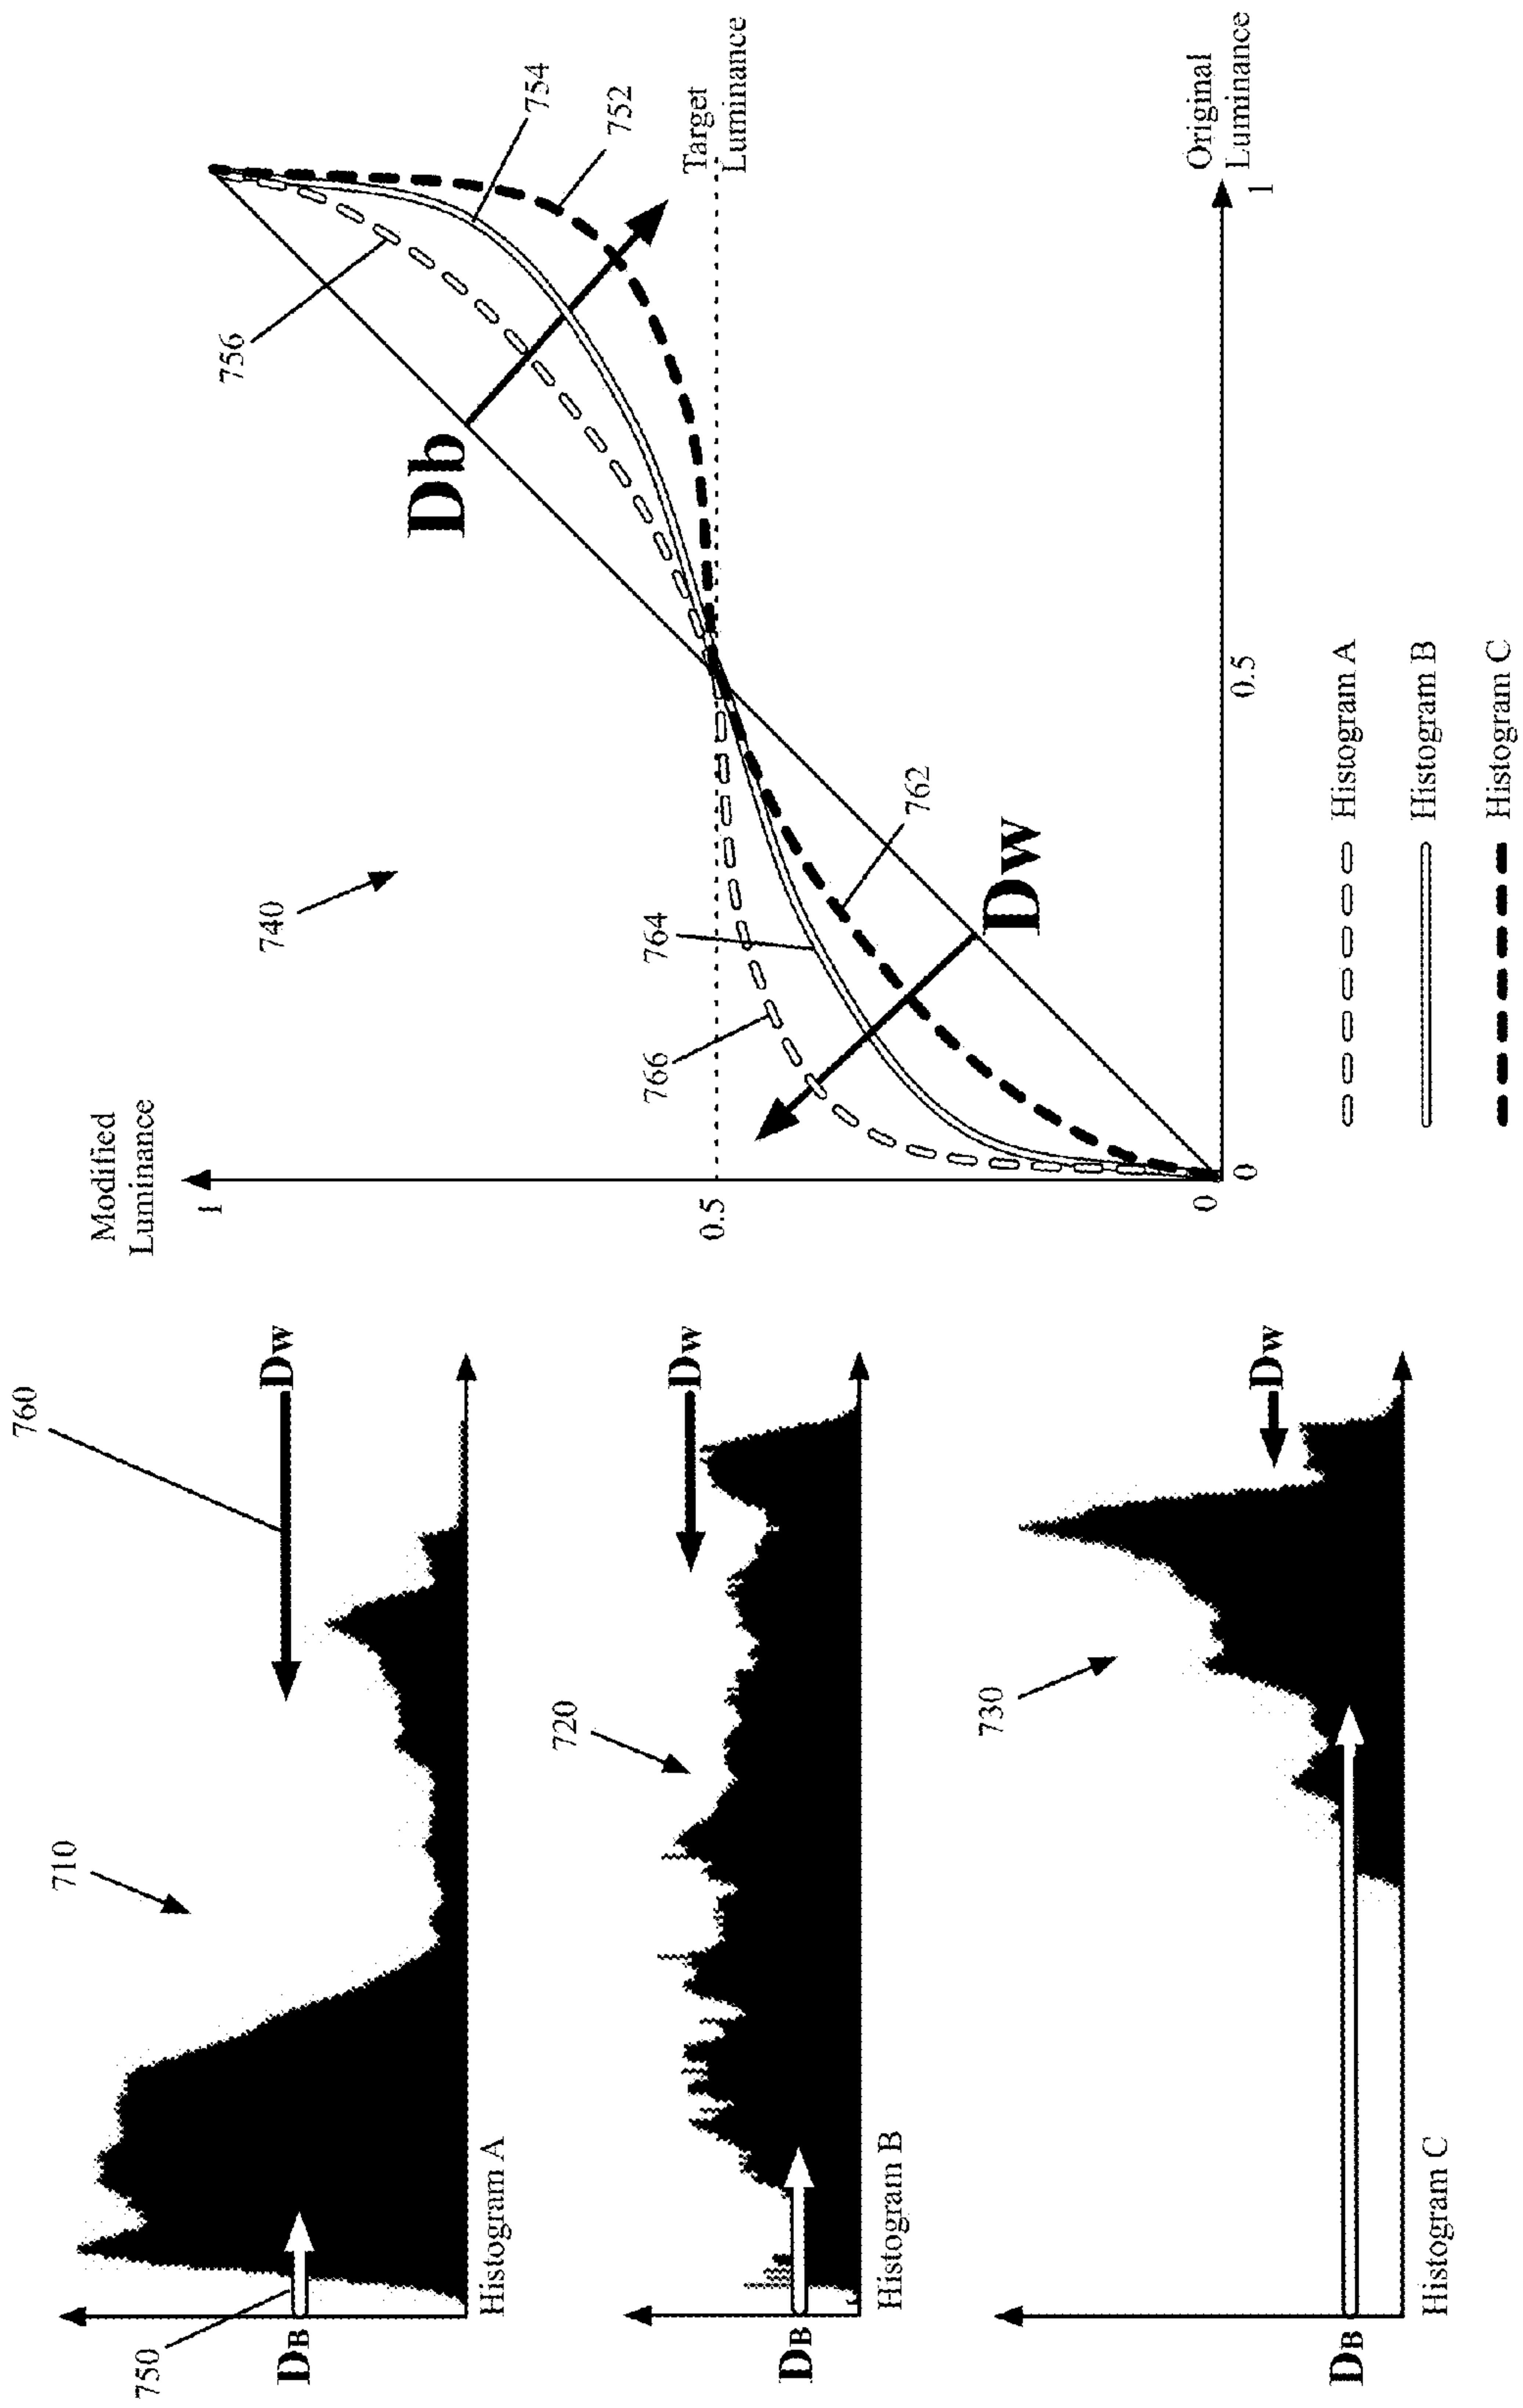 710
760
DB
750
DW
Histogram A
720
DB
DW
Histogram B
730
DB
DW
Histogram C
Modified
Luminance
740
1
0.5
0
0
0.5
1
756
754
752
Db
Target
Luminance
766
764
762
Dw
Original
Luminance
Histogram A
Histogram B
Histogram C